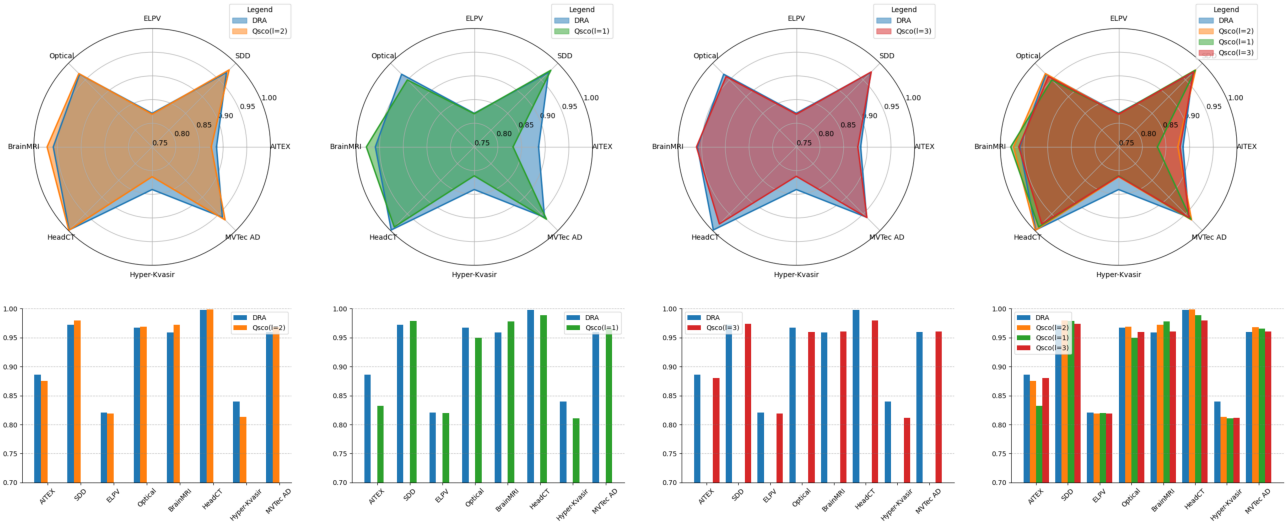 ELPV
Legend
DRA
Qsco(l=2)
Optical
SDD
1.00
0.95
0.90
0.85
0.80
0.75
BrainMRI
AITEX
HeadCT
MVTec AD
Hyper-Kvasir
ELPV
Legend
DRA
Qsco(l=1)
Optical
SDD
1.00
0.95
0.90
0.85
0.80
0.75
BrainMRI
AITEX
HeadCT
MVTec AD
Hyper-Kvasir
ELPV
Legend
DRA
Qsco(l=3)
Optical
SDD
1.00
0.95
0.90
0.85
0.80
0.75
BrainMRI
AITEX
HeadCT
MVTec AD
Hyper-Kvasir
ELPV
Legend
DRA
Qsco(l=2)
Qsco(l=1)
Qsco(l=3)
Optical
1.00
0.95
0.90
0.85
0.80
0.75
BrainMRI
AITEX
HeadCT
MVTec AD
Hyper-Kvasir
1.00
0.95
0.90
0.85
0.80
0.75
0.70
DRA
Qsco(l=2)
AITEX
SDD
ELPV
Optical
BrainMRI
HeadCT
Hyper-Kvasir
MVTec AD
1.00
0.95
0.90
0.85
0.80
0.75
0.70
DRA
Qsco(l=1)
AITEX
SDD
ELPV
Optical
BrainMRI
HeadCT
Hyper-Kvasir
MVTec AD
1.00
0.95
0.90
0.85
0.80
0.75
0.70
DRA
Qsco(l=3)
AITEX
SDD
ELPV
Optical
BrainMRI
HeadCT
Hyper-Kvasir
MVTec AD
1.00
0.95
0.90
0.85
0.80
0.75
0.70
DRA
Qsco(l=2)
Qsco(l=1)
Qsco(l=3)
AITEX
SDD
ELPV
Optical
BrainMRI
HeadCT
Hyper-Kvasir
MVTec AD